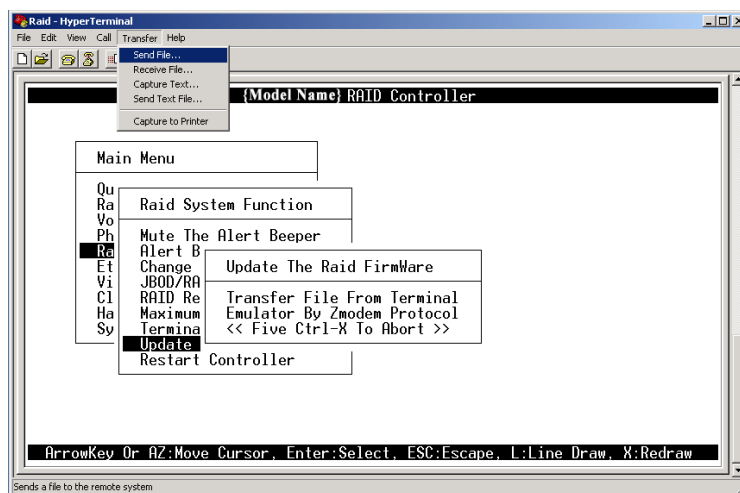 Raid - HyperTerminal
File Edit View Call Transfer Help
Send File...
Receive File...
Capture Text...
Send Text File...
Capture to Printer
{Model Name} RAID Controller
Main Menu
Qu
Ra
Vo
Ph
Ra
Et
Vi
Cl
Ha
Sy
Raid System Function
Mute The Alert Beeper
Alert B
Change
JBOD/RA
RAID Re
Maximum
Termina
Update
Restart Controller
Update The Raid FirmWare
Transfer File From Terminal
Emulator By Zmodem Protocol
<< Five Ctrl-X To Abort >>
ArrowKey Or AZ:Move Cursor, Enter:Select, ESC:Escape, L:Line Draw, X:Redraw
Sends a file to the remote system